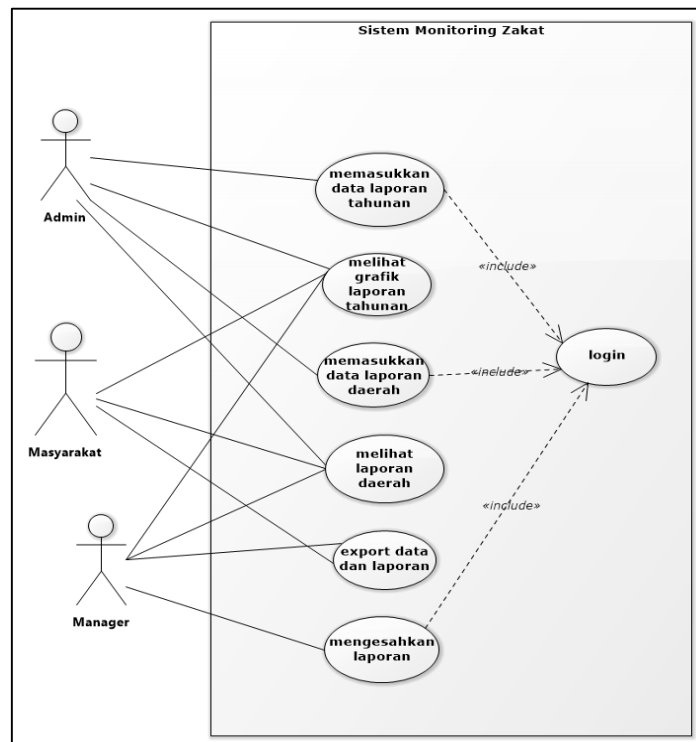 Sistem Monitoring Zakat
Admin
memasukkan
data laporan
tahunan
«include»
melihat
grafik
laporan
tahunan
Masyarakat
memasukkan
data laporan
daerah
«include»
login
melihat
laporan
daerah
«include»
Manager
export data
dan laporan
mengesahkan
laporan